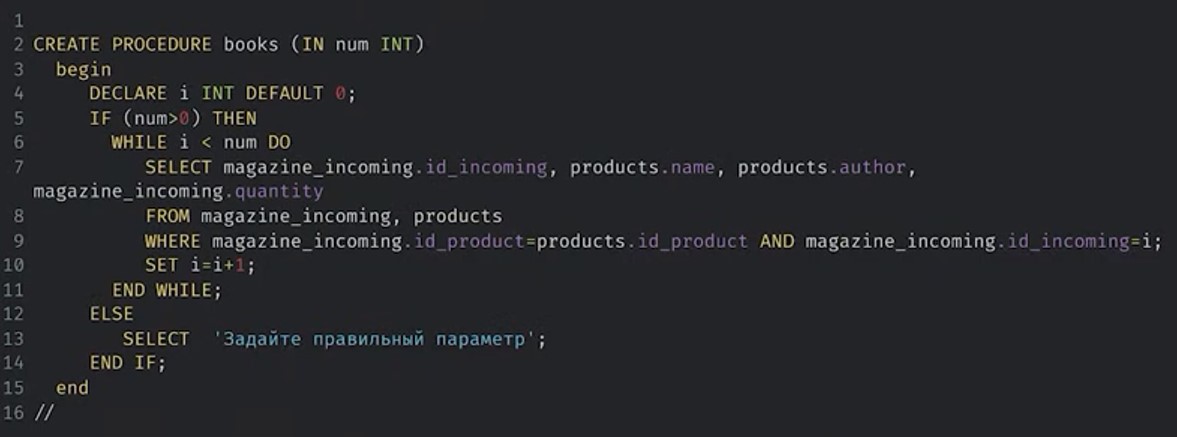 1
2 CREATE PROCEDURE books (IN num INT)
3   begin
4      DECLARE i INT DEFAULT 0;
5      IF (num>0) THEN
6        WHILE i < num DO
7           SELECT magazine_incoming.id_incoming, products.name, products.author,
magazine_incoming.quantity
8           FROM magazine_incoming, products
9           WHERE magazine_incoming.id_product=products.id_product AND magazine_incoming.id_incoming=i;
10           SET i=i+1;
11        END WHILE;
12      ELSE
13         SELECT  'Задайте правильный параметр';
14      END IF;
15   end
16 //